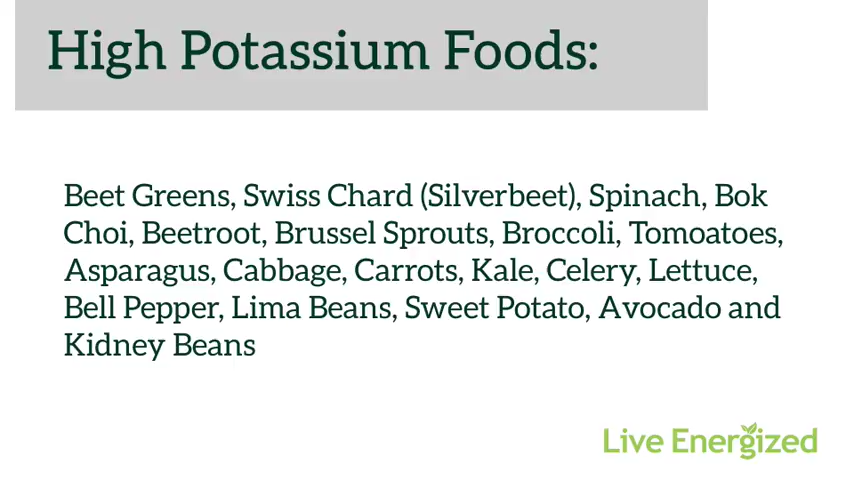 High Potassium Foods:
Beet Greens, Swiss Chard (Silverbeet), Spinach, Bok
Choi, Beetroot, Brussel Sprouts, Broccoli, Tomoatoes,
Asparagus, Cabbage, Carrots, Kale, Celery, Lettuce,
Bell Pepper, Lima Beans, Sweet Potato, Avocado and
Kidney Beans
Live Energized